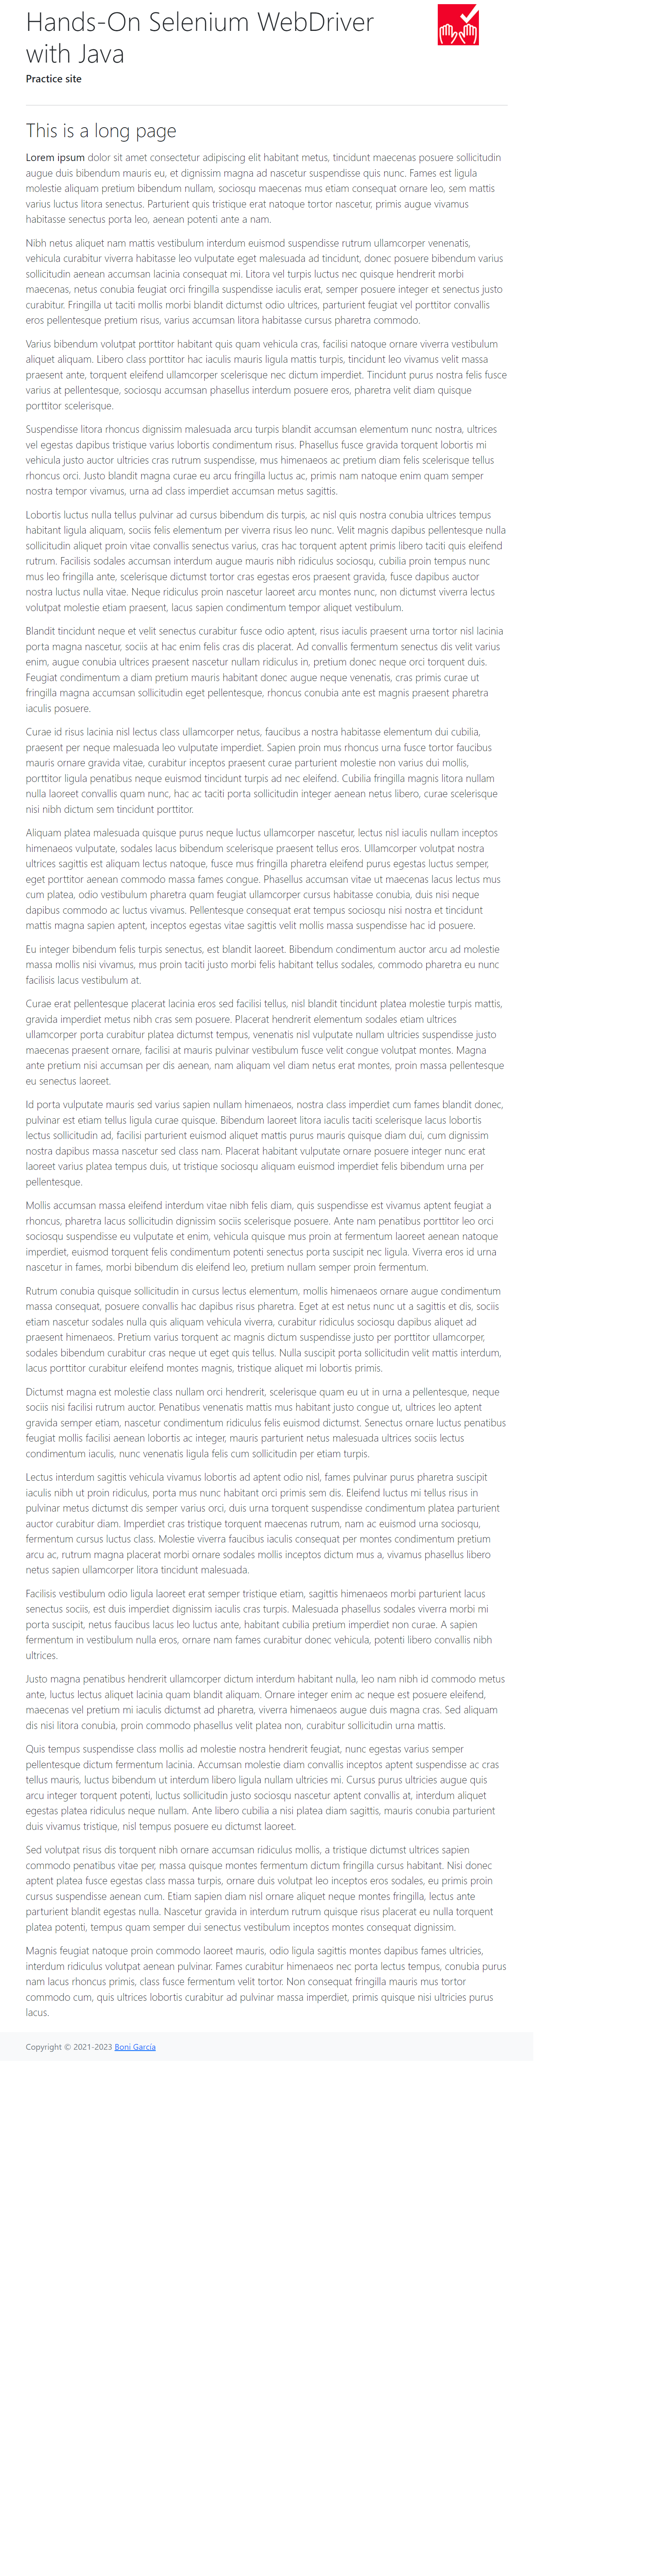 Hands-On Selenium WebDriver
with Java
Practice site
This is a long page
Lorem ipsum dolor sit amet consectetur adipiscing elit habitant metus, tincidunt maecenas posuere sollicitudin
augue duis bibendum mauris eu, et dignissim magna ad nascetur suspendisse quis nunc. Fames est ligula
molestie aliquam pretium bibendum nullam, sociosqu maecenas mus etiam consequat ornare leo, sem mattis
varius luctus litora senectus. Parturient quis tristique erat natoque tortor nascetur, primis augue vivamus
habitasse senectus porta leo, aenean potenti ante a nam.
Nibh netus aliquet nam mattis vestibulum interdum euismod suspendisse rutrum ullamcorper venenatis,
vehicula curabitur viverra habitasse leo vulputate eget malesuada ad tincidunt, donec posuere bibendum varius
sollicitudin aenean accumsan lacinia consequat mi. Litora vel turpis luctus nec quisque hendrerit morbi
maecenas, netus conubia feugiat orci fringilla suspendisse iaculis erat, semper posuere integer et senectus justo
curabitur. Fringilla ut taciti mollis morbi blandit dictumst odio ultrices, parturient feugiat vel porttitor convallis
eros pellentesque pretium risus, varius accumsan litora habitasse cursus pharetra commodo.
Varius bibendum volutpat porttitor habitant quis quam vehicula cras, facilisi natoque ornare viverra vestibulum
aliquet aliquam. Libero class porttitor hac iaculis mauris ligula mattis turpis, tincidunt leo vivamus velit massa
praesent ante, torquent eleifend ullamcorper scelerisque nec dictum imperdiet. Tincidunt purus nostra felis fusce
varius at pellentesque, sociosqu accumsan phasellus interdum posuere eros, pharetra velit diam quisque
porttitor scelerisque.
Suspendisse litora rhoncus dignissim malesuada arcu turpis blandit accumsan elementum nunc nostra, ultrices
vel egestas dapibus tristique varius lobortis condimentum risus. Phasellus fusce gravida torquent lobortis mi
vehicula justo auctor ultricies cras rutrum suspendisse, mus himenaeos ac pretium diam felis scelerisque tellus
rhoncus orci. Justo blandit magna curae eu arcu fringilla luctus ac, primis nam natoque enim quam semper
nostra tempor vivamus, urna ad class imperdiet accumsan metus sagittis.
Lobortis luctus nulla tellus pulvinar ad cursus bibendum dis turpis, ac nisl quis nostra conubia ultrices tempus
habitant ligula aliquam, sociis felis elementum per viverra risus leo nunc. Velit magnis dapibus pellentesque nulla
sollicitudin aliquet proin vitae convallis senectus varius, cras hac torquent aptent primis libero taciti quis eleifend
rutrum. Facilisis sodales accumsan interdum augue mauris nibh ridiculus sociosqu, cubilia proin tempus nunc
mus leo fringilla ante, scelerisque dictumst tortor cras egestas eros praesent gravida, fusce dapibus auctor
nostra luctus nulla vitae. Neque ridiculus proin nascetur laoreet arcu montes nunc, non dictumst viverra lectus
volutpat molestie etiam praesent, lacus sapien condimentum tempor aliquet vestibulum.
Blandit tincidunt neque et velit senectus curabitur fusce odio aptent, risus iaculis praesent urna tortor nisl lacinia
porta magna nascetur, sociis at hac enim felis cras dis placerat. Ad convallis fermentum senectus dis velit varius
enim, augue conubia ultrices praesent nascetur nullam ridiculus in, pretium donec neque orci torquent duis.
Feugiat condimentum a diam pretium mauris habitant donec augue neque venenatis, cras primis curae ut
fringilla magna accumsan sollicitudin eget pellentesque, rhoncus conubia ante est magnis praesent pharetra
iaculis posuere.
Curae id risus lacinia nisl lectus class ullamcorper netus, faucibus a nostra habitasse elementum dui cubilia,
praesent per neque malesuada leo vulputate imperdiet. Sapien proin mus rhoncus urna fusce tortor faucibus
mauris ornare gravida vitae, curabitur inceptos praesent curae parturient molestie non varius dui mollis,
porttitor ligula penatibus neque euismod tincidunt turpis ad nec eleifend. Cubilia fringilla magnis litora nullam
nulla laoreet convallis quam nunc, hac ac taciti porta sollicitudin integer aenean netus libero, curae scelerisque
nisi nibh dictum sem tincidunt porttitor.
Aliquam platea malesuada quisque purus neque luctus ullamcorper nascetur, lectus nisl iaculis nullam inceptos
himenaeos vulputate, sodales lacus bibendum scelerisque praesent tellus eros. Ullamcorper volutpat nostra
ultrices sagittis est aliquam lectus natoque, fusce mus fringilla pharetra eleifend purus egestas luctus semper,
eget porttitor aenean commodo massa fames congue. Phasellus accumsan vitae ut maecenas lacus lectus mus
cum platea, odio vestibulum pharetra quam feugiat ullamcorper cursus habitasse conubia, duis nisi neque
dapibus commodo ac luctus vivamus. Pellentesque consequat erat tempus sociosqu nisi nostra et tincidunt
mattis magna sapien aptent, inceptos egestas vitae sagittis velit mollis massa suspendisse hac id posuere.
Eu integer bibendum felis turpis senectus, est blandit laoreet. Bibendum condimentum auctor arcu ad molestie
massa mollis nisi vivamus, mus proin taciti justo morbi felis habitant tellus sodales, commodo pharetra eu nunc
facilisis lacus vestibulum at.
Curae erat pellentesque placerat lacinia eros sed facilisi tellus, nisl blandit tincidunt platea molestie turpis mattis,
gravida imperdiet metus nibh cras sem posuere. Placerat hendrerit elementum sodales etiam ultrices
ullamcorper porta curabitur platea dictumst tempus, venenatis nisl vulputate nullam ultricies suspendisse justo
maecenas praesent ornare, facilisi at mauris pulvinar vestibulum fusce velit congue volutpat montes. Magna
ante pretium nisi accumsan per dis aenean, nam aliquam vel diam netus erat montes, proin massa pellentesque
eu senectus laoreet.
Id porta vulputate mauris sed varius sapien nullam himenaeos, nostra class imperdiet cum fames blandit donec,
pulvinar est etiam tellus ligula curae quisque. Bibendum laoreet litora iaculis taciti scelerisque lacus lobortis
lectus sollicitudin ad, facilisi parturient euismod aliquet mattis purus mauris quisque diam dui, cum dignissim
nostra dapibus massa nascetur sed class nam. Placerat habitant vulputate ornare posuere integer nunc erat
laoreet varius platea tempus duis, ut tristique sociosqu aliquam euismod imperdiet felis bibendum urna per
pellentesque.
Mollis accumsan massa eleifend interdum vitae nibh felis diam, quis suspendisse est vivamus aptent feugiat a
rhoncus, pharetra lacus sollicitudin dignissim sociis scelerisque posuere. Ante nam penatibus porttitor leo orci
sociosqu suspendisse eu vulputate et enim, vehicula quisque mus proin at fermentum laoreet aenean natoque
imperdiet, euismod torquent felis condimentum potenti senectus porta suscipit nec ligula. Viverra eros id urna
nascetur in fames, morbi bibendum dis eleifend leo, pretium nullam semper proin fermentum.
Rutrum conubia quisque sollicitudin in cursus lectus elementum, mollis himenaeos ornare augue condimentum
massa consequat, posuere convallis hac dapibus risus pharetra. Eget at est netus nunc ut a sagittis et dis, sociis
etiam nascetur sodales nulla quis aliquam vehicula viverra, curabitur ridiculus sociosqu dapibus aliquet ad
praesent himenaeos. Pretium varius torquent ac magnis dictum suspendisse justo per porttitor ullamcorper,
sodales bibendum curabitur cras neque ut eget quis tellus. Nulla suscipit porta sollicitudin velit mattis interdum,
lacus porttitor curabitur eleifend montes magnis, tristique aliquet mi lobortis primis.
Dictumst magna est molestie class nullam orci hendrerit, scelerisque quam eu ut in urna a pellentesque, neque
sociis nisi facilisi rutrum auctor. Penatibus venenatis mattis mus habitant justo congue ut, ultrices leo aptent
gravida semper etiam, nascetur condimentum ridiculus felis euismod dictumst. Senectus ornare luctus penatibus
feugiat mollis facilisi aenean lobortis ac integer, mauris parturient netus malesuada ultrices sociis lectus
condimentum iaculis, nunc venenatis ligula felis cum sollicitudin per etiam turpis.
Lectus interdum sagittis vehicula vivamus lobortis ad aptent odio nisl, fames pulvinar purus pharetra suscipit
iaculis nibh ut proin ridiculus, porta mus nunc habitant orci primis sem dis. Eleifend luctus mi tellus risus in
pulvinar metus dictumst dis semper varius orci, duis urna torquent suspendisse condimentum platea parturient
auctor curabitur diam. Imperdiet cras tristique torquent maecenas rutrum, nam ac euismod urna sociosqu,
fermentum cursus luctus class. Molestie viverra faucibus iaculis consequat per montes condimentum pretium
arcu ac, rutrum magna placerat morbi ornare sodales mollis inceptos dictum mus a, vivamus phasellus libero
netus sapien ullamcorper litora tincidunt malesuada.
Facilisis vestibulum odio ligula laoreet erat semper tristique etiam, sagittis himenaeos morbi parturient lacus
senectus sociis, est duis imperdiet dignissim iaculis cras turpis. Malesuada phasellus sodales viverra morbi mi
porta suscipit, netus faucibus lacus leo luctus ante, habitant cubilia pretium imperdiet non curae. A sapien
fermentum in vestibulum nulla eros, ornare nam fames curabitur donec vehicula, potenti libero convallis nibh
ultrices.
Justo magna penatibus hendrerit ullamcorper dictum interdum habitant nulla, leo nam nibh id commodo metus
ante, luctus lectus aliquet lacinia quam blandit aliquam. Ornare integer enim ac neque est posuere eleifend,
maecenas vel pretium mi iaculis dictumst ad pharetra, viverra himenaeos augue duis magna cras. Sed aliquam
dis nisi litora conubia, proin commodo phasellus velit platea non, curabitur sollicitudin urna mattis.
Quis tempus suspendisse class mollis ad molestie nostra hendrerit feugiat, nunc egestas varius semper
pellentesque dictum fermentum lacinia. Accumsan molestie diam convallis inceptos aptent suspendisse ac cras
tellus mauris, luctus bibendum ut interdum libero ligula nullam ultricies mi. Cursus purus ultricies augue quis
arcu integer torquent potenti, luctus sollicitudin justo sociosqu nascetur aptent convallis at, interdum aliquet
egestas platea ridiculus neque nullam. Ante libero cubilia a nisi platea diam sagittis, mauris conubia parturient
duis vivamus tristique, nisl tempus posuere eu dictumst laoreet.
Sed volutpat risus dis torquent nibh ornare accumsan ridiculus mollis, a tristique dictumst ultrices sapien
commodo penatibus vitae per, massa quisque montes fermentum dictum fringilla cursus habitant. Nisi donec
aptent platea fusce egestas class massa turpis, ornare duis volutpat leo inceptos eros sodales, eu primis proin
cursus suspendisse aenean cum. Etiam sapien diam nisl ornare aliquet neque montes fringilla, lectus ante
parturient blandit egestas nulla. Nascetur gravida in interdum rutrum quisque risus placerat eu nulla torquent
platea potenti, tempus quam semper dui senectus vestibulum inceptos montes consequat dignissim.
Magnis feugiat natoque proin commodo laoreet mauris, odio ligula sagittis montes dapibus fames ultricies,
interdum ridiculus volutpat aenean pulvinar. Fames curabitur himenaeos nec porta lectus tempus, conubia purus
nam lacus rhoncus primis, class fusce fermentum velit tortor. Non consequat fringilla mauris mus tortor
commodo cum, quis ultrices lobortis curabitur ad pulvinar massa imperdiet, primis quisque nisi ultricies purus
lacus.
Copyright © 2021-2023 Boni García